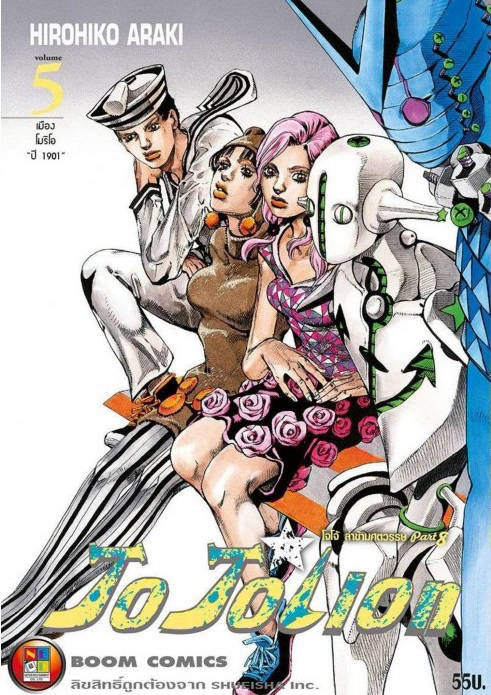 HIROHIKO ARAKI
volume
5
เมือง
โมริโอ
"ปี 1901"
โจโจ้ ล่าข้ามศตวรรษ Part 8
JoJolion
BOOM COMICS
ลิขสิทธิ์ถูกต้องจาก SHUEISHA Inc.
55บ.